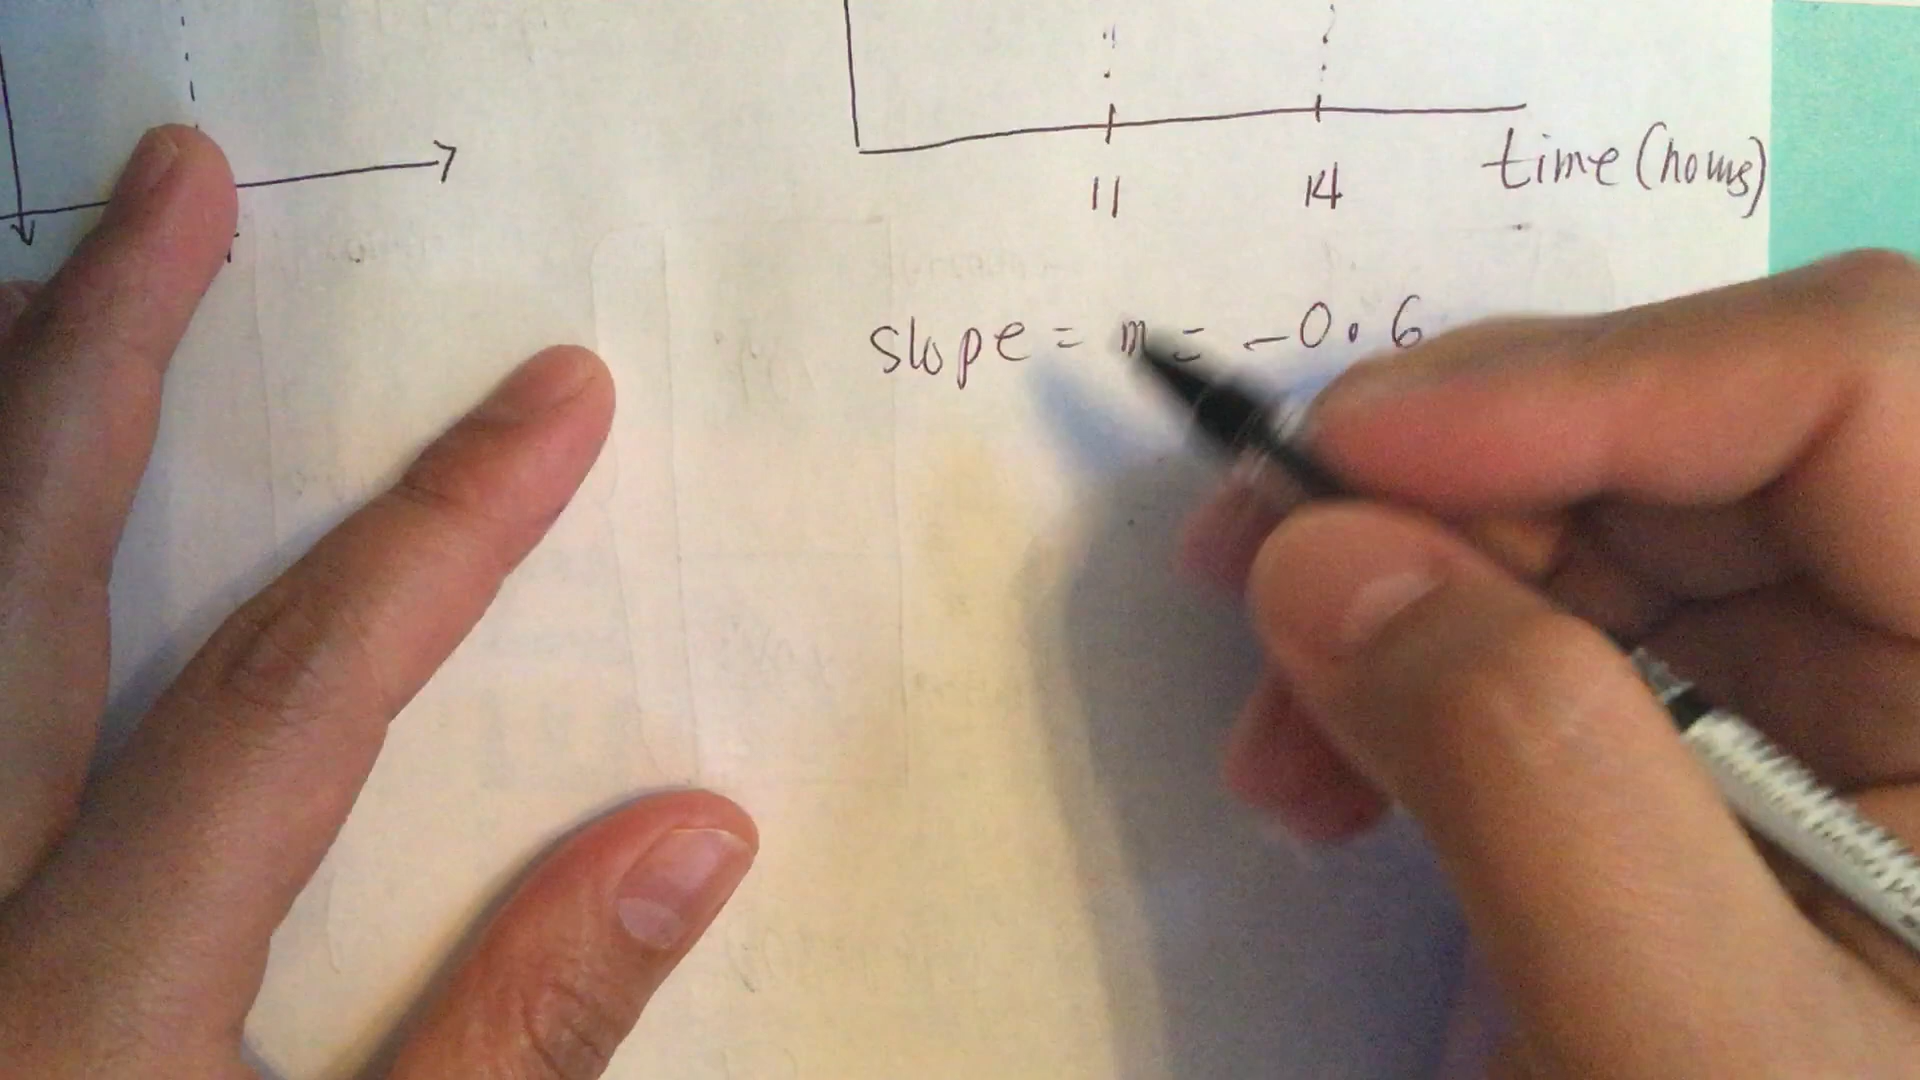 11 14 time (hours)
slope = m = -0.6